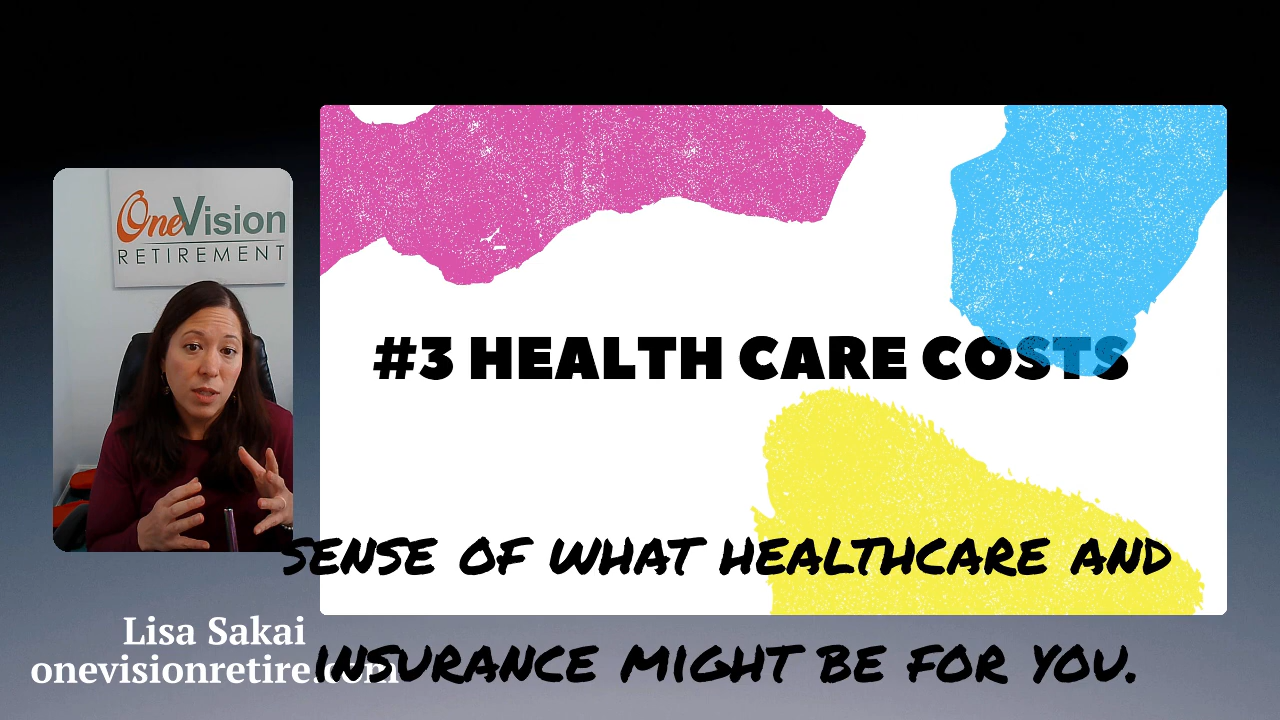 OneVision
RETIREMENT
#3 HEALTH CARE COSTS
SENSE OF WHAT HEALTHCARE AND
INSURANCE MIGHT BE FOR YOU.
Lisa Sakai
onevisionretire.com